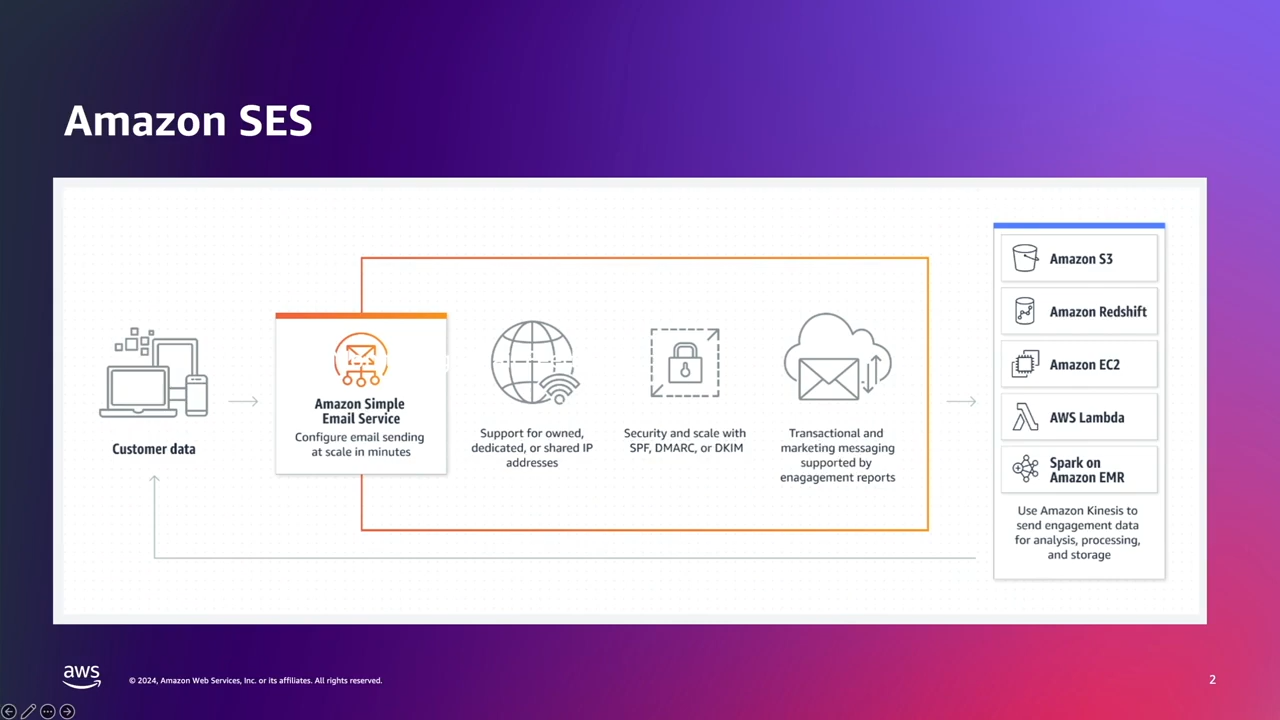 Amazon SES
Customer data
Amazon Simple
Email Service
Configure email sending
at scale in minutes
Support for owned,
dedicated, or shared IP
addresses
Security and scale with
SPF, DMARC, or DKIM
Transactional and
marketing messaging
supported by
enagagement reports
Amazon S3
Amazon Redshift
Amazon EC2
AWS Lambda
Spark on
Amazon EMR
Use Amazon Kinesis to
send engagement data
for analysis, processing,
and storage
aws
© 2024, Amazon Web Services, Inc. or its affiliates. All rights reserved.
2